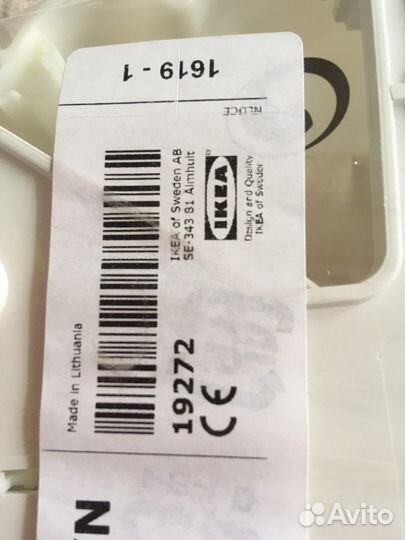 1619 - 1
IKEA of Sweden AB
SE-343 81 Älmhult
IKEA
Design and Quality
IKEA of Sweden
Made in Lithuania
19272
CE
Avito